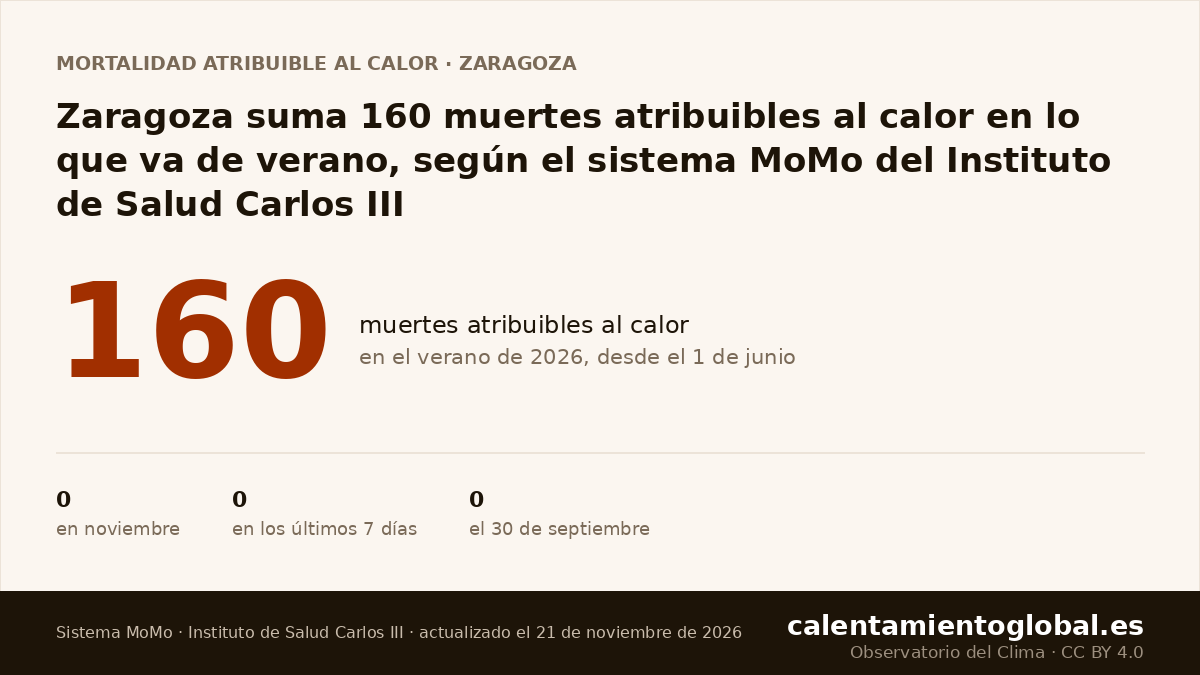 MORTALIDAD ATRIBUIBLE AL CALOR · ZARAGOZA
Zaragoza suma 160 muertes atribuibles al calor en lo
que va de verano, según el sistema MoMo del Instituto
de Salud Carlos III
160
muertes atribuibles al calor
en el verano de 2026, desde el 1 de junio
0
en noviembre
0
en los últimos 7 días
0
el 30 de septiembre
Sistema MoMo · Instituto de Salud Carlos III · actualizado el 21 de noviembre de 2026
calentamientoglobal.es
Observatorio del Clima · CC BY 4.0